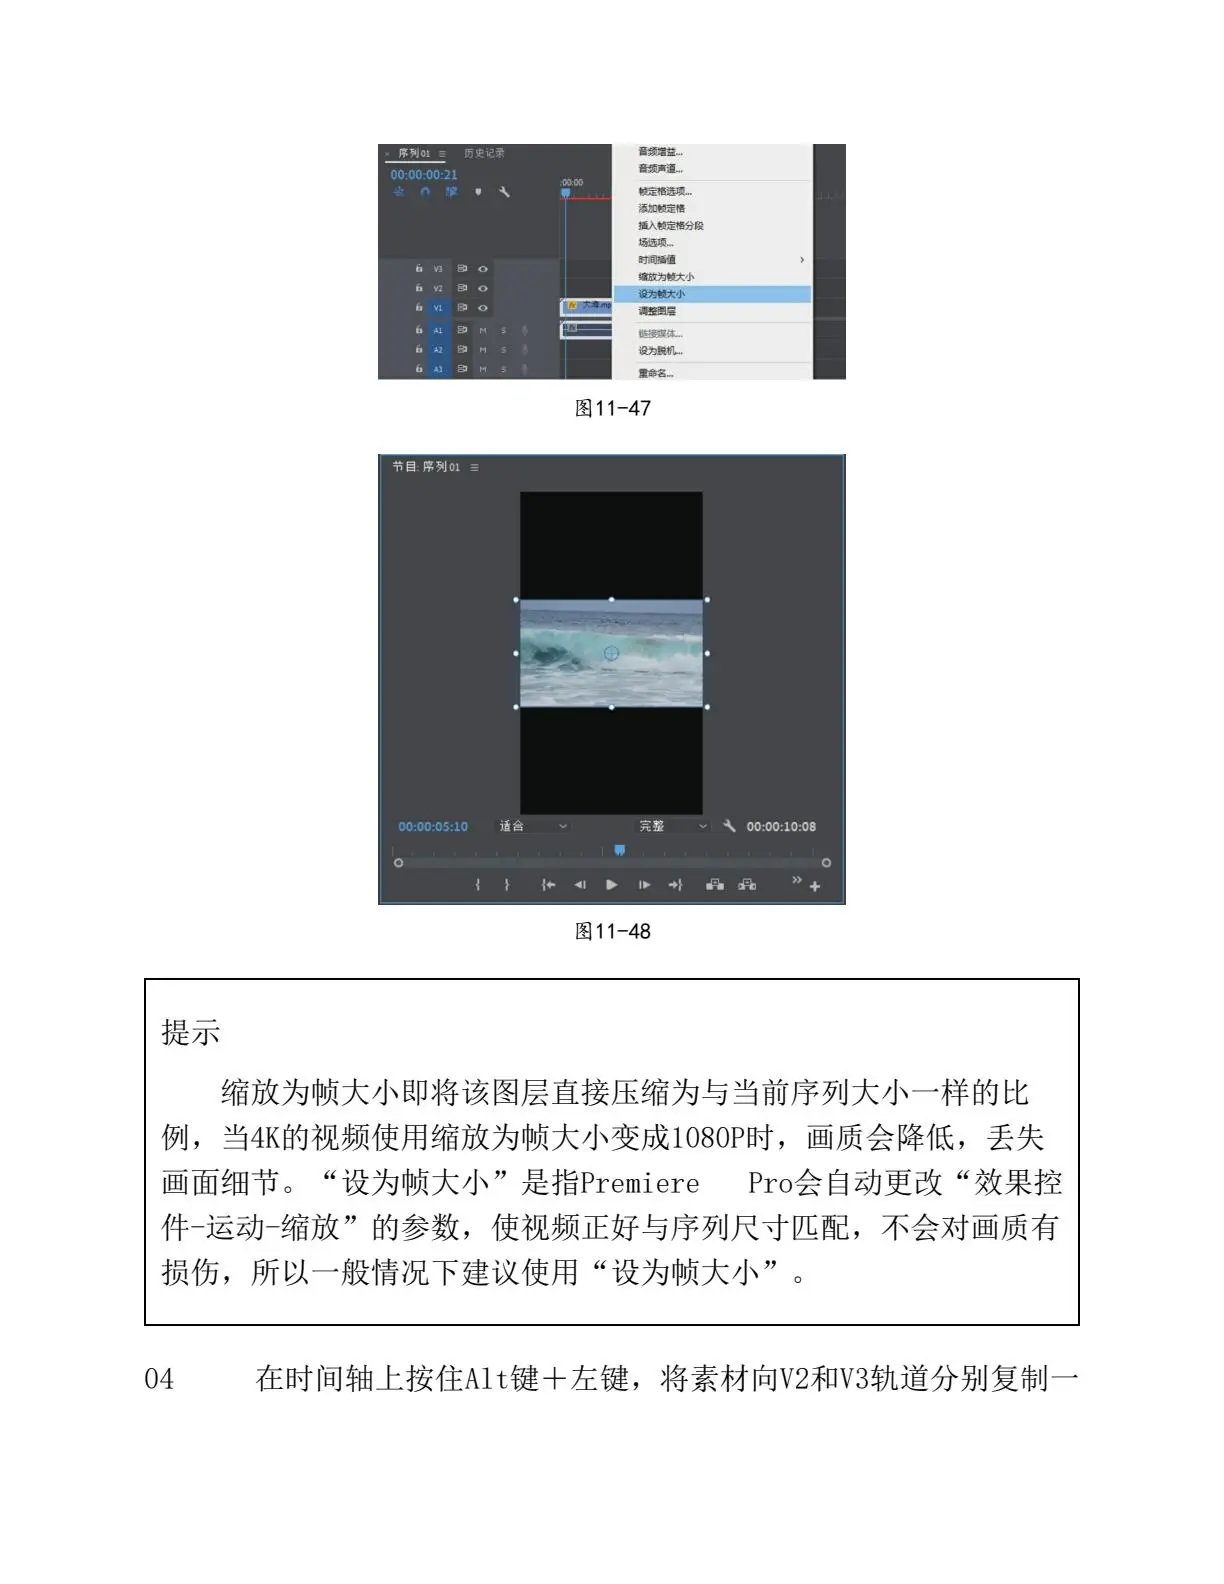 序列01
历史记录
00:00:00:21
:00:00
V3
V2
V1
A1 M S
A2 M S
A3 M S
音频增益...
音频声道...
帧定格选项...
添加帧定格
插入帧定格分段
场选项...
时间插值
缩放为帧大小
设为帧大小
调整图层
链接媒体...
设为脱机...
重命名...
图11-47
节目: 序列01
00:00:05:10 适合 完整 00:00:10:08
图11-48
提示
缩放为帧大小即将该图层直接压缩为与当前序列大小一样的比
例，当4K的视频使用缩放为帧大小变成1080P时，画质会降低，丢失
画面细节。“设为帧大小”是指Premiere Pro会自动更改“效果控
件-运动-缩放”的参数，使视频正好与序列尺寸匹配，不会对画质有
损伤，所以一般情况下建议使用“设为帧大小”。
04 在时间轴上按住Alt键＋左键，将素材向V2和V3轨道分别复制一